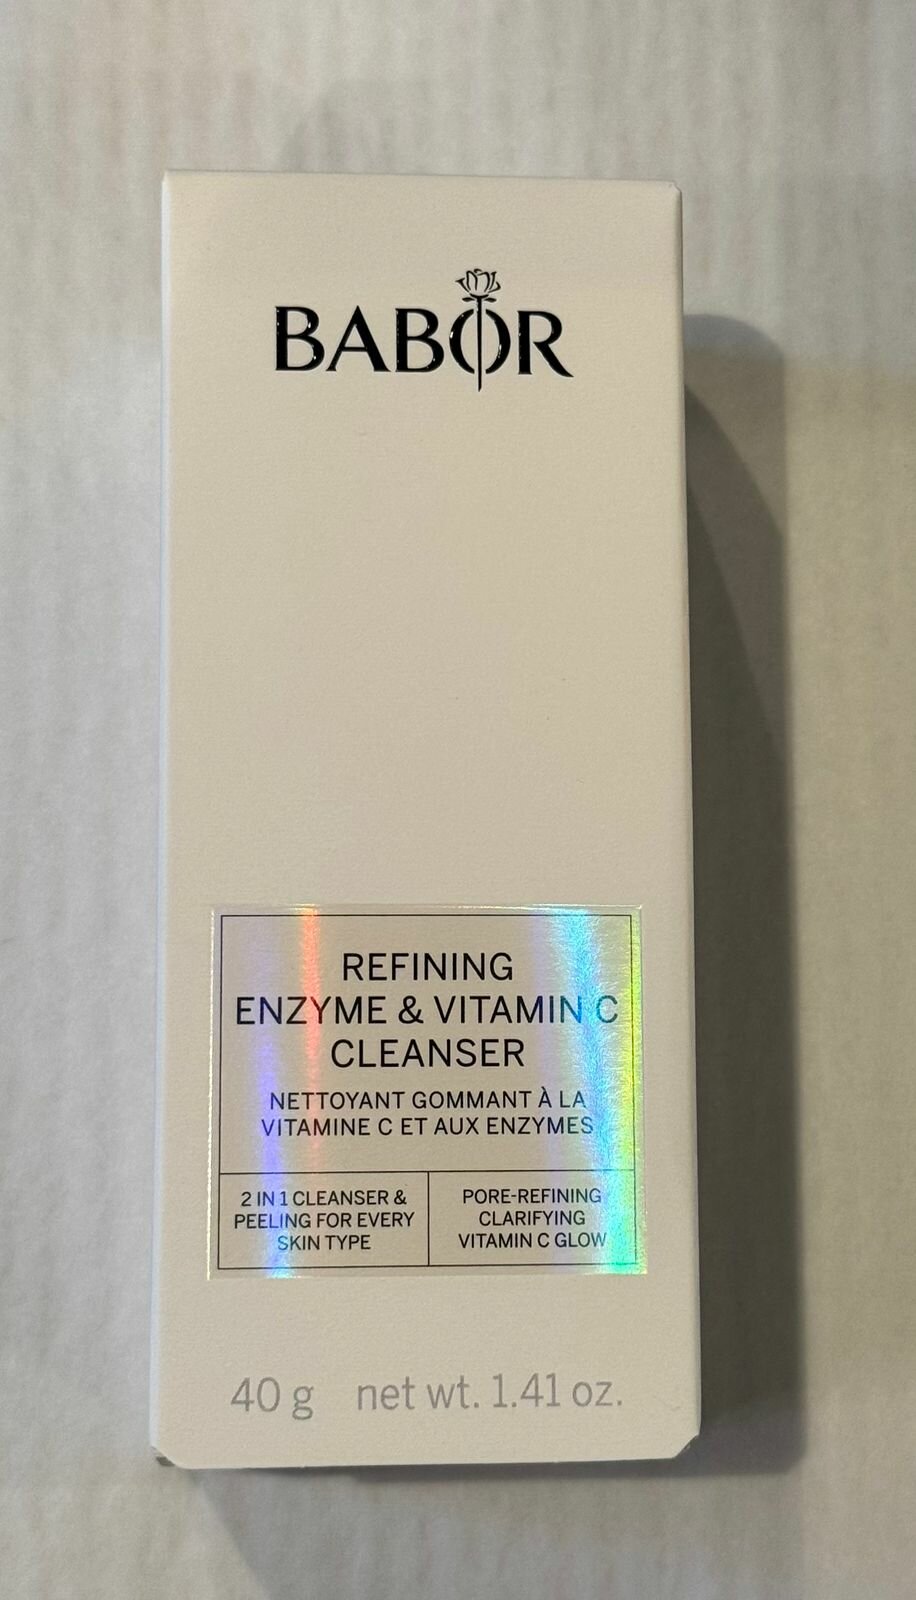 BABOR
REFINING
ENZYME & VITAMIN C
CLEANSER
NETTOYANT GOMMANT À LA
VITAMINE C ET AUX ENZYMES
2 IN 1 CLEANSER &
PEELING FOR EVERY
SKIN TYPE
PORE-REFINING
CLARIFYING
VITAMIN C GLOW
40 g net wt. 1.41 oz.